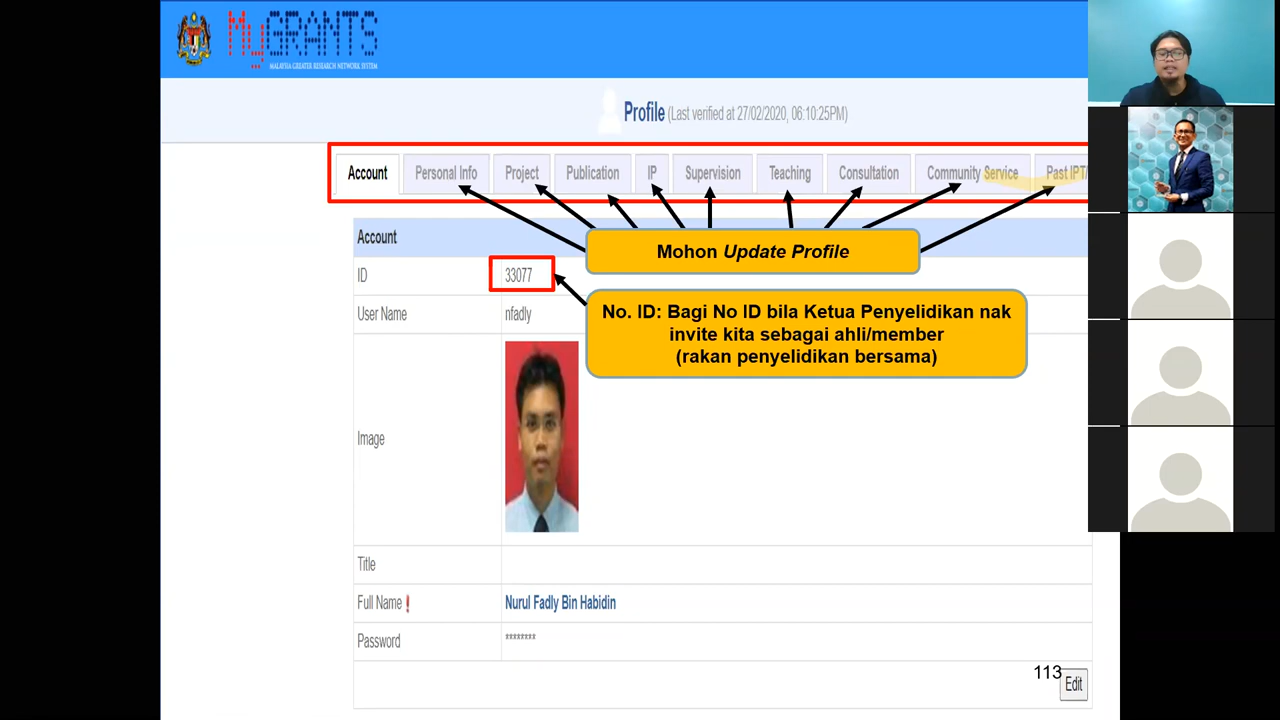 MyGRANTS
MALAYSIA GREATER RESEARCH NETWORK SYSTEM
Profile (Last verified at 27/02/2020, 06:10:25PM)
Account Personal Info Project Publication IP Supervision Teaching Consultation Community Service Past IPTA
Mohon Update Profile
Account
ID 33077
No. ID: Bagi No ID bila Ketua Penyelidikan nak
invite kita sebagai ahli/member
(rakan penyelidikan bersama)
User Name nfadly
Image
Title
Full Name ! Nurul Fadly Bin Habidin
Password ********
113
Edit